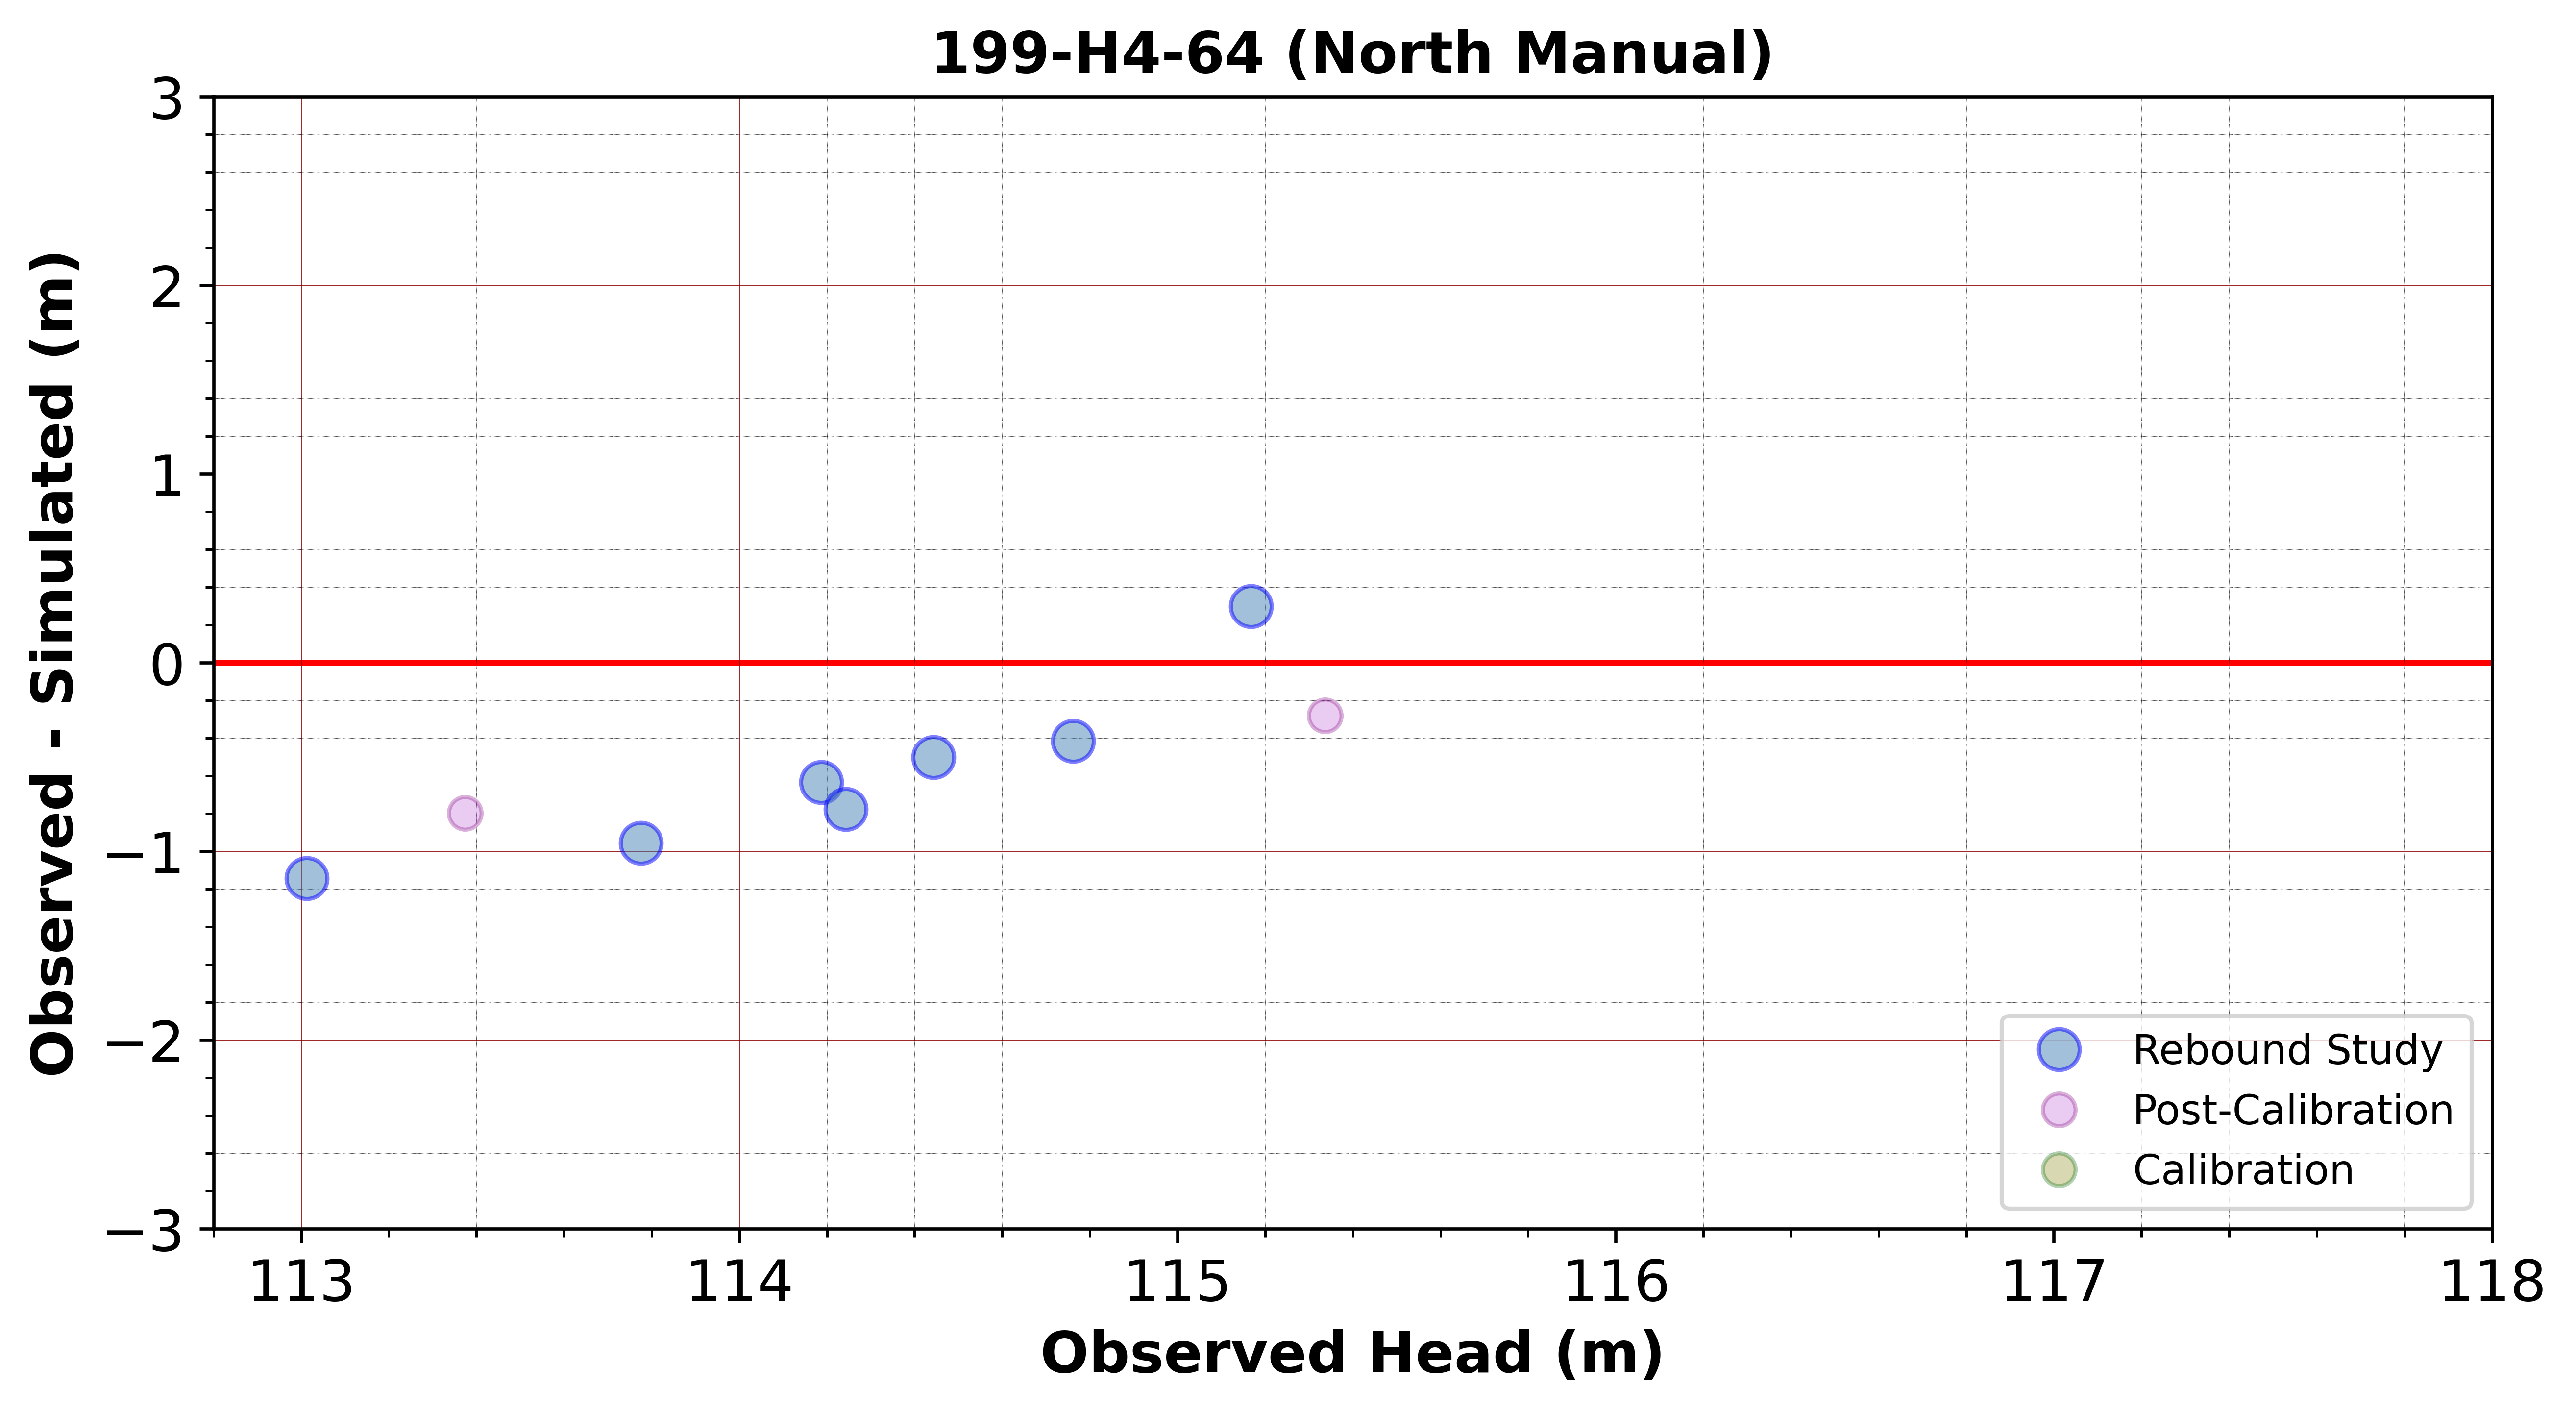 199-H4-64 (North Manual)
Observed - Simulated (m)
3
2
1
0
−1
−2
−3
113 114 115 116 117 118
Observed Head (m)
Rebound Study
Post-Calibration
Calibration